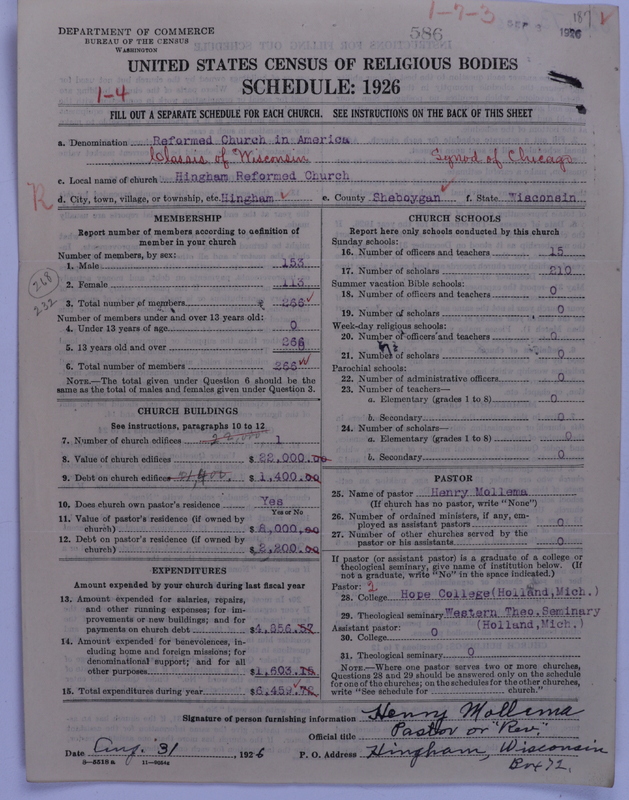 1-7-3
586
SEP 3 1926
187
DEPARTMENT OF COMMERCE
BUREAU OF THE CENSUS
WASHINGTON
UNITED STATES CENSUS OF RELIGIOUS BODIES
SCHEDULE: 1926
1-4
FILL OUT A SEPARATE SCHEDULE FOR EACH CHURCH. SEE INSTRUCTIONS ON THE BACK OF THIS SHEET
a. Denomination Reformed Church in America
Classis of Wisconsin Synod of Chicago
c. Local name of church Hingham Reformed Church
R d. City, town, village, or township, etc. Hingham e. County Sheboygan f. State Wisconsin
MEMBERSHIP
Report number of members according to definition of
member in your church
Number of members, by sex:
1. Male 153
2. Female 113
268
232
3. Total number of members 266
Number of members under and over 13 years old:
4. Under 13 years of age 0
5. 13 years old and over 266
6. Total number of members 266
NOTE.—The total given under Question 6 should be the
same as the total of males and females given under Question 3.
CHURCH BUILDINGS
See instructions, paragraphs 10 to 12
7. Number of church edifices 22,000 1
8. Value of church edifices $ 22,000.00
9. Debt on church edifices 1400 $ 1,400.00
10. Does church own pastor's residence Yes
Yes or No
11. Value of pastor's residence (if owned by
church) $ 8,000,00
12. Debt on pastor's residence (if owned by
church) $ 2,200.00
EXPENDITURES
Amount expended by your church during last fiscal year
13. Amount expended for salaries, repairs,
and other running expenses; for im-
provements or new buildings; and for
payments on church debt $4,856.57
14. Amount expended for benevolences, in-
cluding home and foreign missions; for
denominational support; and for all
other purposes $1,603.15
15. Total expenditures during year $6,459.72
CHURCH SCHOOLS
Report here only schools conducted by this church
Sunday schools:
16. Number of officers and teachers 15
17. Number of scholars 210
Summer vacation Bible schools:
18. Number of officers and teachers 0
19. Number of scholars 0
Week-day religious schools:
20. Number of officers and teachers 0
21. Number of scholars 0
Parochial schools:
22. Number of administrative officers 0
23. Number of teachers—
a. Elementary (grades 1 to 8) 0
b. Secondary 0
24. Number of scholars—
a. Elementary (grades 1 to 8) 0
b. Secondary 0
PASTOR
25. Name of pastor Henry Mollema
(If church has no pastor, write "None")
26. Number of ordained ministers, if any, em-
ployed as assistant pastors 0
27. Number of other churches served by the
pastor or his assistants 0
If pastor (or assistant pastor) is a graduate of a college or
theological seminary, give name of institution below. (If
not a graduate, write "No" in the space indicated.)
Pastor: 2
28. College Hope College(Holland,Mich.)
29. Theological seminary Western Theo.Seminary
Assistant pastor: (Holland,Mich.)
30. College 0
31. Theological seminary 0
NOTE.—Where one pastor serves two or more churches,
Questions 28 and 29 should be answered only on the schedule
for one of the churches; on the schedules for the other churches,
write "See schedule for church."
Signature of person furnishing information Henry Mollema
Official title Pastor or "Rev."
Date Aug. 31, 1926 P. O. Address Hingham, Wisconsin
Box 72.